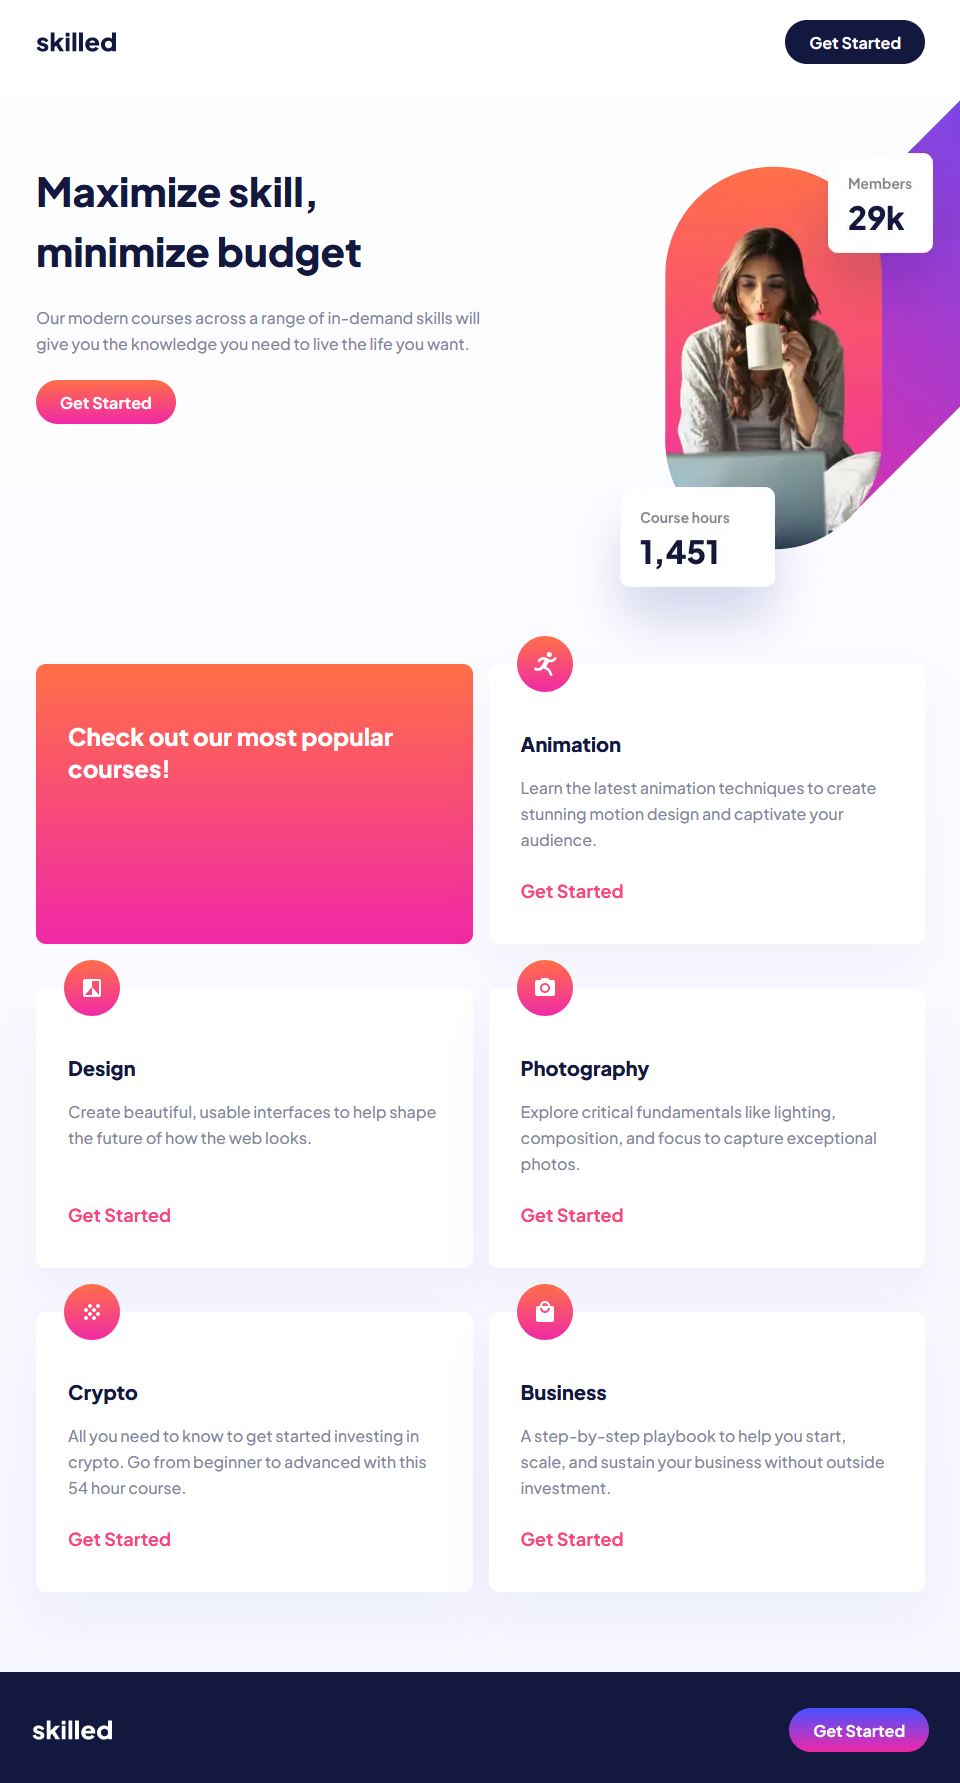 skilled
Get Started
Maximize skill,
minimize budget
Our modern courses across a range of in-demand skills will
give you the knowledge you need to live the life you want.
Get Started
Members
29k
Course hours
1,451
Check out our most popular
courses!
Animation
Learn the latest animation techniques to create
stunning motion design and captivate your
audience.
Get Started
Design
Create beautiful, usable interfaces to help shape
the future of how the web looks.
Get Started
Photography
Explore critical fundamentals like lighting,
composition, and focus to capture exceptional
photos.
Get Started
Crypto
All you need to know to get started investing in
crypto. Go from beginner to advanced with this
54 hour course.
Get Started
Business
A step-by-step playbook to help you start,
scale, and sustain your business without outside
investment.
Get Started
skilled
Get Started